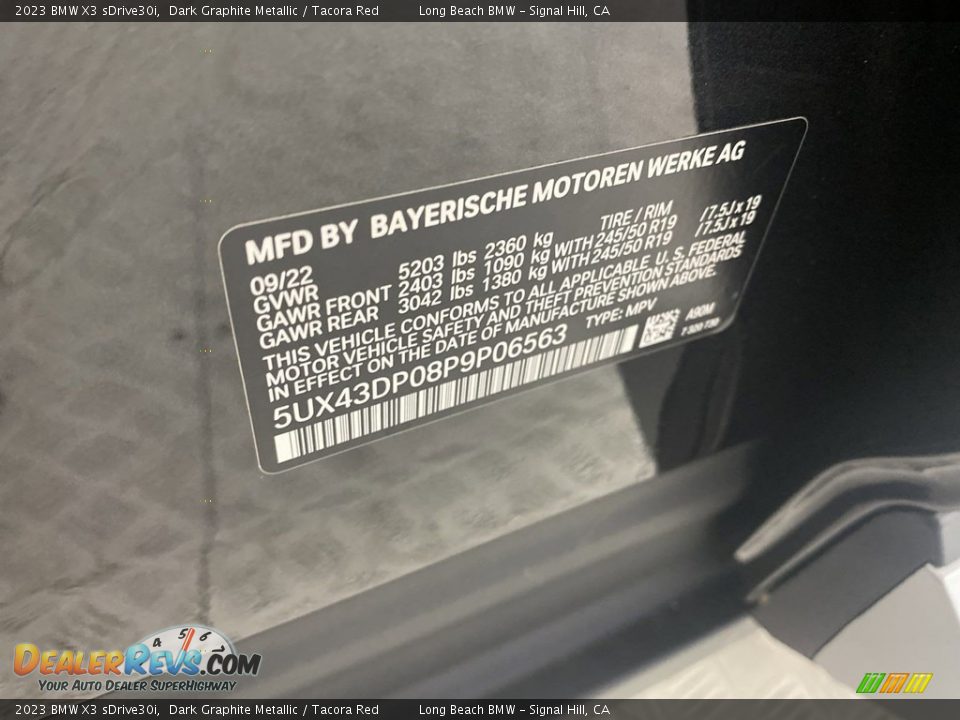 2023 BMW X3 sDrive30i, Dark Graphite Metallic / Tacora Red Long Beach BMW - Signal Hill, CA
MFD BY BAYERISCHE MOTOREN WERKE AG
09/22 TIRE / RIM
GVWR 5203 lbs 2360 kg
GAWR FRONT 2403 lbs 1090 kg WITH 245/50 R19 /7.5Jx19
GAWR REAR 3042 lbs 1380 kg WITH 245/50 R19 /7.5Jx19
THIS VEHICLE CONFORMS TO ALL APPLICABLE U. S. FEDERAL
MOTOR VEHICLE SAFETY AND THEFT PREVENTION STANDARDS
IN EFFECT ON THE DATE OF MANUFACTURE SHOWN ABOVE.
5UX43DP08P9P06563 TYPE: MPV A90M
4 5 6
DEALERREVS.COM
YOUR AUTO DEALER SUPERHIGHWAY
2023 BMW X3 sDrive30i, Dark Graphite Metallic / Tacora Red Long Beach BMW - Signal Hill, CA